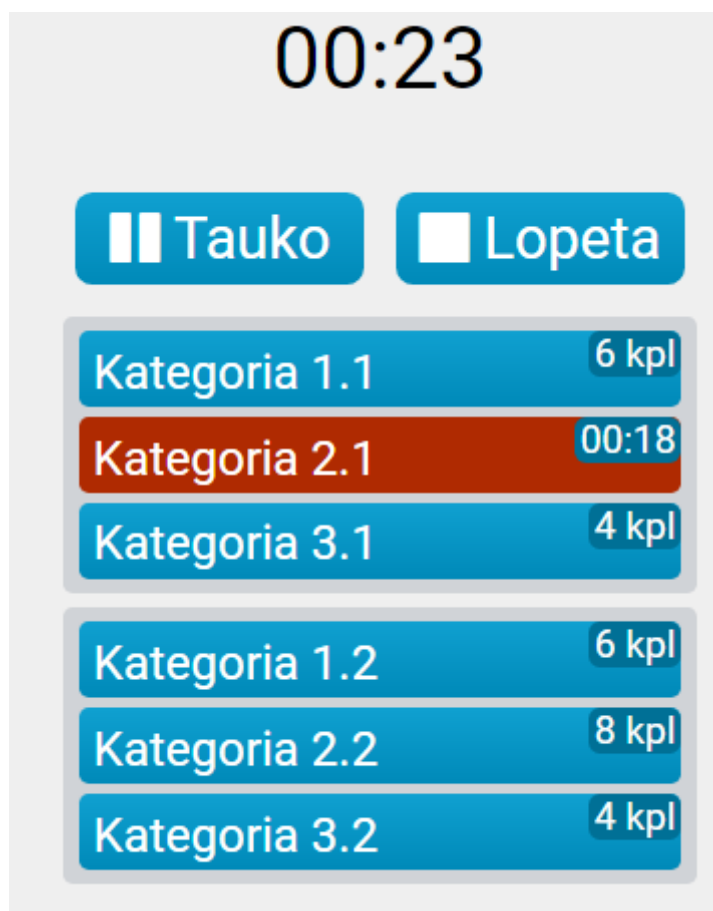 00:23
Tauko Lopeta
Kategoria 1.1 6 kpl
Kategoria 2.1 00:18
Kategoria 3.1 4 kpl
Kategoria 1.2 6 kpl
Kategoria 2.2 8 kpl
Kategoria 3.2 4 kpl